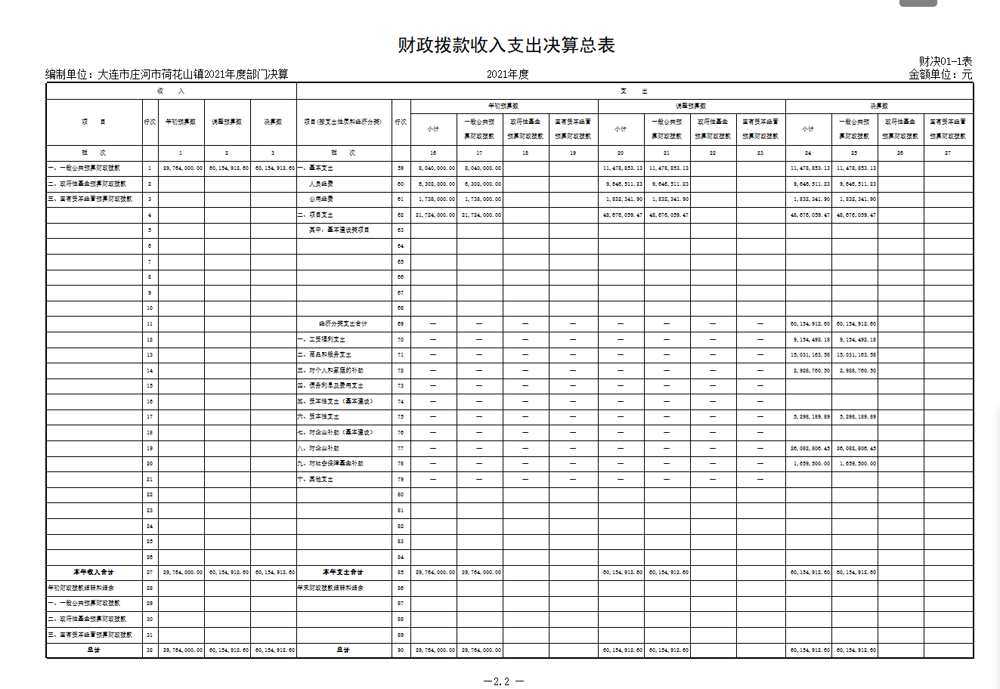 财政拨款收入支出决算总表
财决01-1表
编制单位：大连市庄河市荷花山镇2021年度部门决算 2021年度 金额单位：元
收 入 支 出
项 目 行次 年初预算数 调整预算数 决算数 项目(按支出性质和经济分类) 行次 年初预算数 调整预算数 决算数
小计 一般公共预算财政拨款 政府性基金预算财政拨款 国有资本经营预算财政拨款 小计 一般公共预算财政拨款 政府性基金预算财政拨款 国有资本经营预算财政拨款 小计 一般公共预算财政拨款 政府性基金预算财政拨款 国有资本经营预算财政拨款
栏 次 1 2 3 栏 次 16 17 18 19 20 21 22 23 24 25 26 27
一、一般公共预算财政拨款 1 29,764,000.00 60,154,912.60 60,154,912.60 一、基本支出 59 8,040,000.00 8,040,000.00 11,478,853.13 11,478,853.13 11,478,853.13 11,478,853.13
二、政府性基金预算财政拨款 2 人员经费 60 6,302,000.00 6,302,000.00 9,646,511.23 9,646,511.23 9,646,511.23 9,646,511.23
三、国有资本经营预算财政拨款 3 公用经费 61 1,738,000.00 1,738,000.00 1,832,341.90 1,832,341.90 1,832,341.90 1,832,341.90
4 二、项目支出 62 21,724,000.00 21,724,000.00 48,676,059.47 48,676,059.47 48,676,059.47 48,676,059.47
5 其中：基本建设类项目 63
6 64
7 65
8 66
9 67
10 68
11 经济分类支出合计 69 — — — — — — — — 60,154,912.60 60,154,912.60
12 一、工资福利支出 70 — — — — — — — — 9,154,492.18 9,154,492.18
13 二、商品和服务支出 71 — — — — — — — — 15,031,163.58 15,031,163.58
14 三、对个人和家庭的补助 72 — — — — — — — — 2,928,760.50 2,928,760.50
15 四、债务利息及费用支出 73 — — — — — — — —
16 五、资本性支出（基本建设） 74 — — — — — — — —
17 六、资本性支出 75 — — — — — — — — 5,298,189.89 5,298,189.89
18 七、对企业补助（基本建设） 76 — — — — — — — —
19 八、对企业补助 77 — — — — — — — — 26,082,806.45 26,082,806.45
20 九、对社会保障基金补助 78 — — — — — — — — 1,659,500.00 1,659,500.00
21 十、其他支出 79 — — — — — — — —
22 80
23 81
24 82
25 83
26 84
本年收入合计 27 29,764,000.00 60,154,912.60 60,154,912.60 本年支出合计 85 29,764,000.00 29,764,000.00 60,154,912.60 60,154,912.60 60,154,912.60 60,154,912.60
年初财政拨款结转和结余 28 年末财政拨款结转和结余 86
一、一般公共预算财政拨款 29 87
二、政府性基金预算财政拨款 30 88
三、国有资本经营预算财政拨款 31 89
总计 32 29,764,000.00 60,154,912.60 60,154,912.60 总计 90 29,764,000.00 29,764,000.00 60,154,912.60 60,154,912.60 60,154,912.60 60,154,912.60
—2.2 —